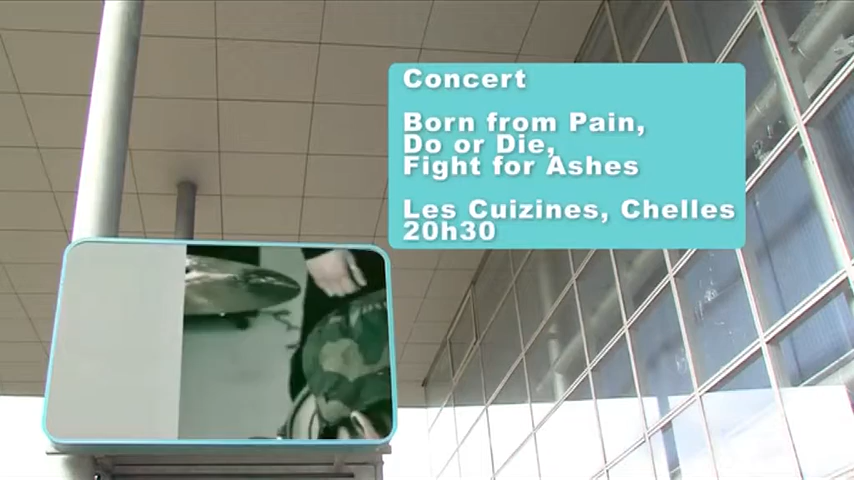 Concert
Born from Pain,
Do or Die,
Fight for Ashes
Les Cuizines, Chelles
20h30